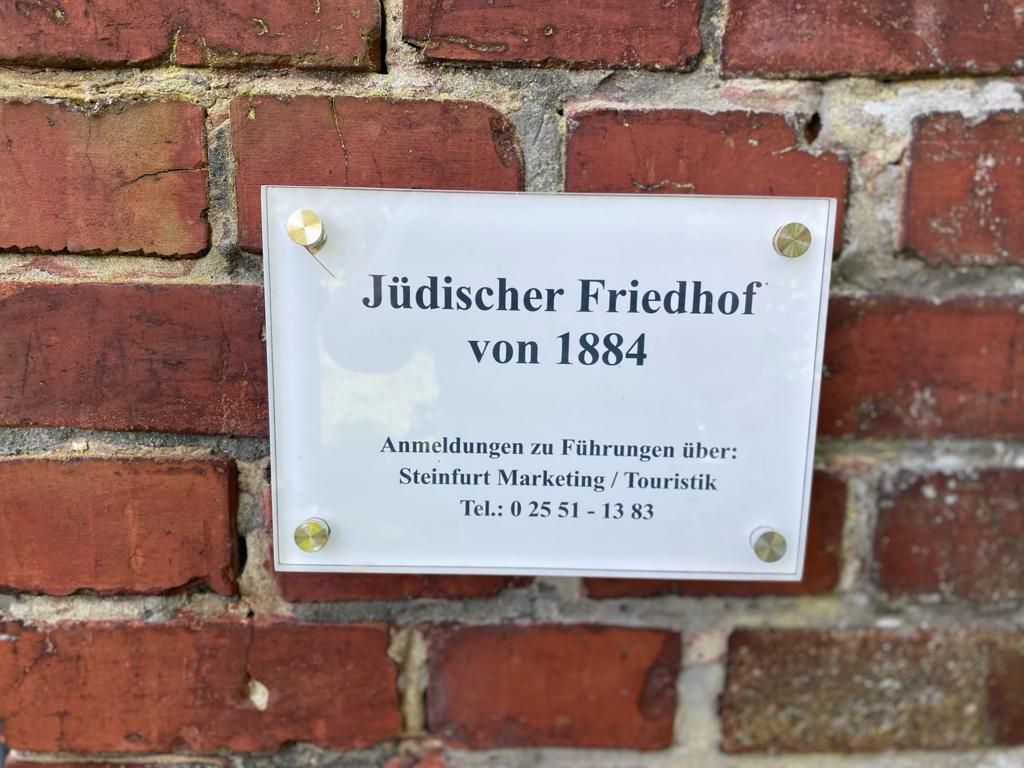 Jüdischer Friedhof
von 1884
Anmeldungen zu Führungen über:
Steinfurt Marketing / Touristik
Tel.: 0 25 51 - 13 83